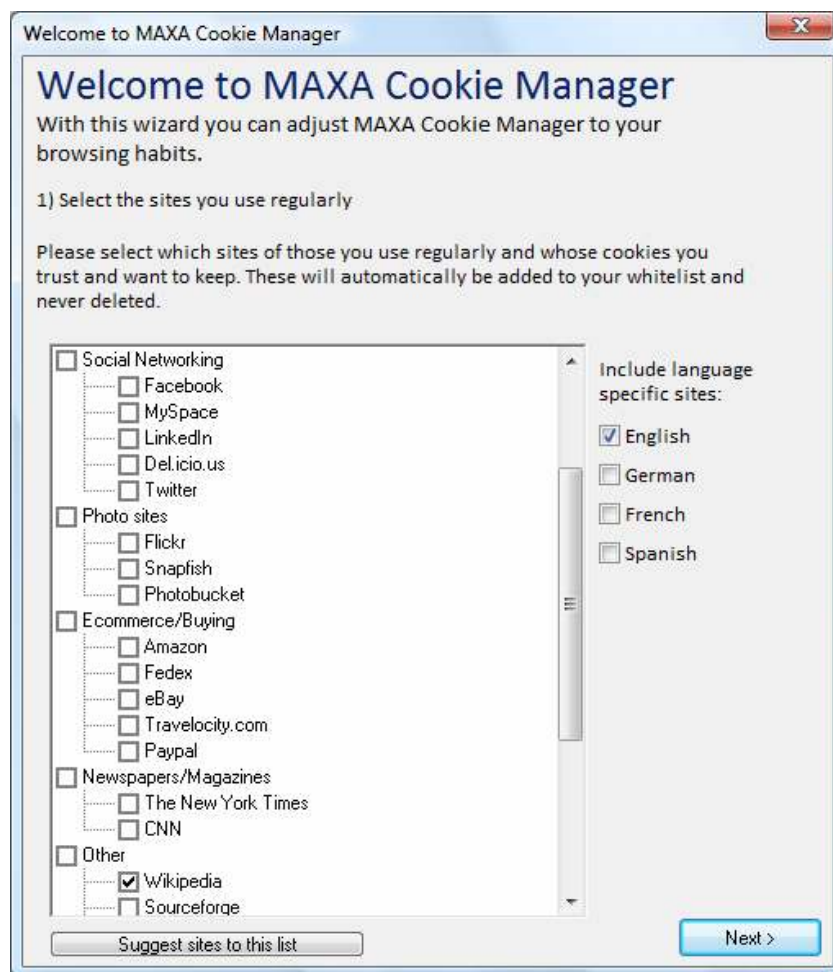 Welcome to MAXA Cookie Manager
Welcome to MAXA Cookie Manager
With this wizard you can adjust MAXA Cookie Manager to your
browsing habits.
1) Select the sites you use regularly
Please select which sites of those you use regularly and whose cookies you
trust and want to keep. These will automatically be added to your whitelist and
never deleted.
Social Networking
Facebook
MySpace
LinkedIn
Del.icio.us
Twitter
Photo sites
Flickr
Snapfish
Photobucket
Ecommerce/Buying
Amazon
Fedex
eBay
Travelocity.com
Paypal
Newspapers/Magazines
The New York Times
CNN
Other
Wikipedia
Sourceforge
Include language
specific sites:
English
German
French
Spanish
Suggest sites to this list
Next >